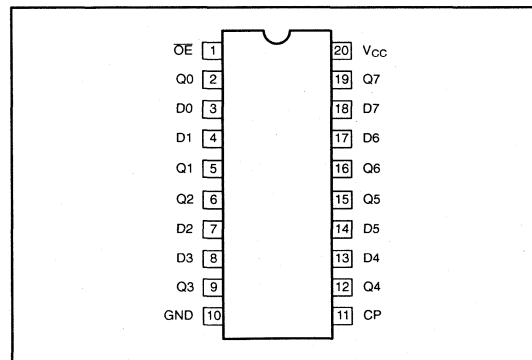 OE 1 20 VCC
Q0 2 19 Q7
D0 3 18 D7
D1 4 17 D6
Q1 5 16 Q6
Q2 6 15 Q5
D2 7 14 D5
D3 8 13 D4
Q3 9 12 Q4
GND 10 11 CP